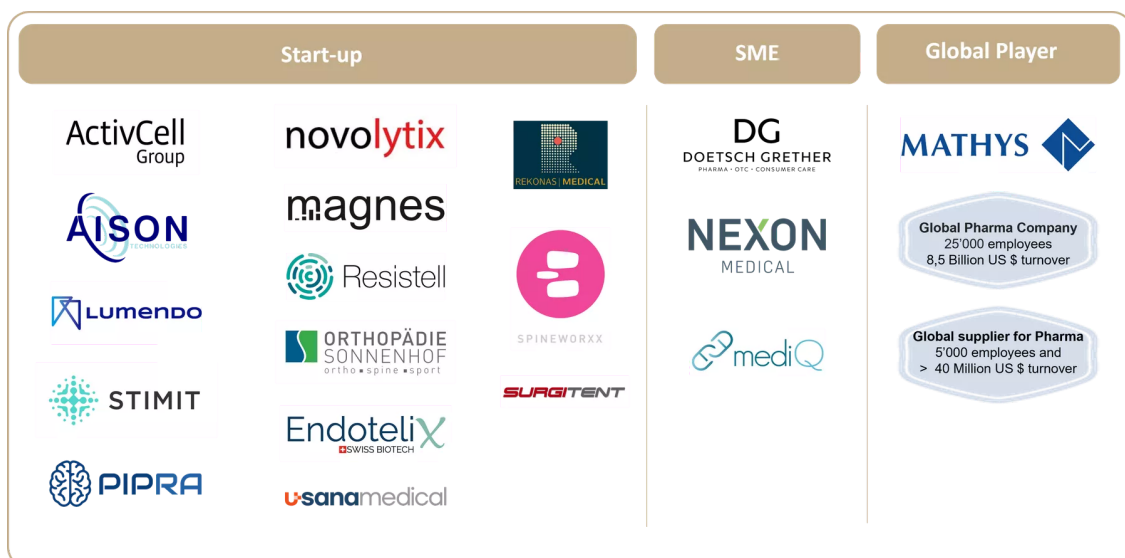 Start-up
SME
Global Player
ActivCell
Group
AISON
TECHNOLOGIES
LUMENDO
STIMIT
PIPRA
novolytix
magnes
Resistell
ORTHOPÄDIE
SONNENHOF
ortho ▪ spine ▪ sport
EndoteliX
SWISS BIOTECH
u-sanamedical
R
REKONAS | MEDICAL
SPINEWORXX
SURGITENT
DG
DOETSCH GRETHER
PHARMA • OTC • CONSUMER CARE
NEXON
MEDICAL
mediQ
MATHYS
Global Pharma Company
25'000 employees
8,5 Billion US $ turnover
Global supplier for Pharma
5'000 employees and
> 40 Million US $ turnover